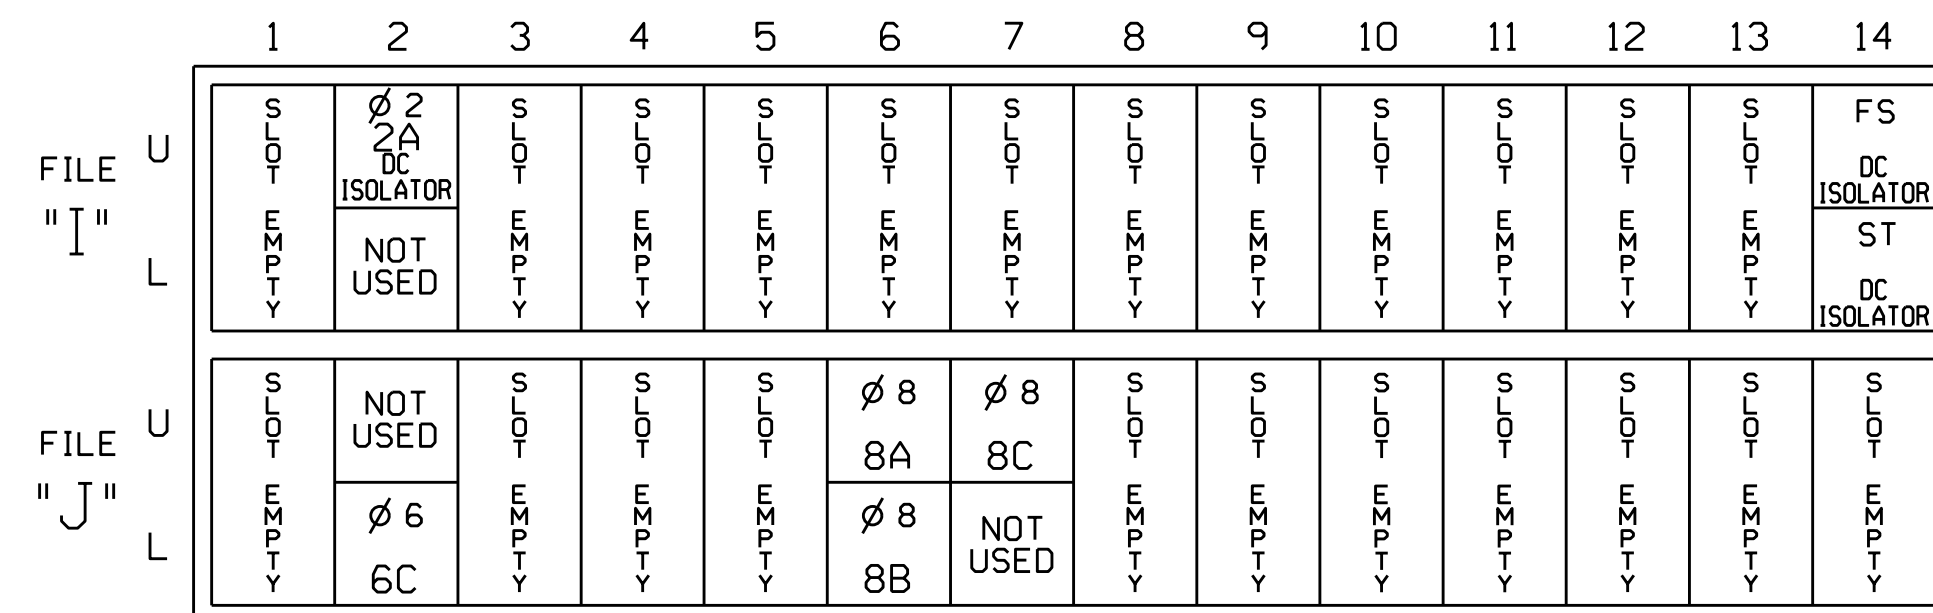 1 2 3 4 5 6 7 8 9 10 11 12 13 14
FILE "I"
U
L
SLOT EMPTY
Ø 2
2A
DC
ISOLATOR
NOT
USED
SLOT EMPTY
SLOT EMPTY
SLOT EMPTY
SLOT EMPTY
SLOT EMPTY
SLOT EMPTY
SLOT EMPTY
SLOT EMPTY
SLOT EMPTY
SLOT EMPTY
SLOT EMPTY
FS
DC
ISOLATOR
ST
DC
ISOLATOR
FILE "J"
U
L
SLOT EMPTY
NOT
USED
Ø 6
6C
SLOT EMPTY
SLOT EMPTY
SLOT EMPTY
Ø 8
8A
Ø 8
8B
Ø 8
8C
NOT
USED
SLOT EMPTY
SLOT EMPTY
SLOT EMPTY
SLOT EMPTY
SLOT EMPTY
SLOT EMPTY
SLOT EMPTY